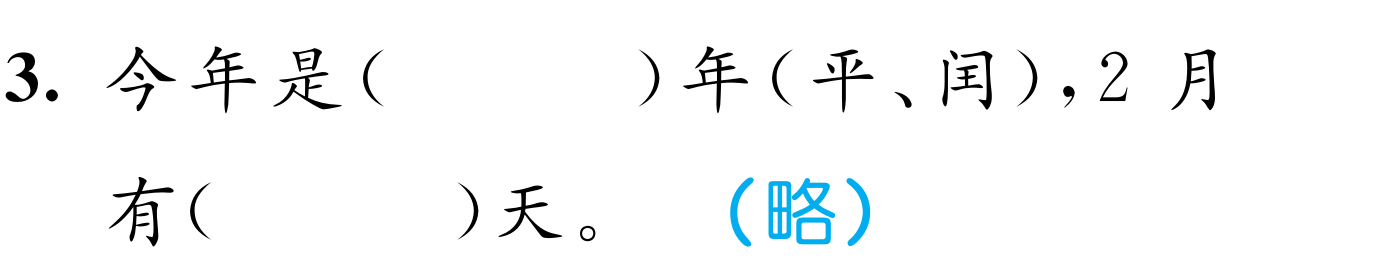 3. 今年是(        )年(平、闰),2 月
有(        )天。  (略)